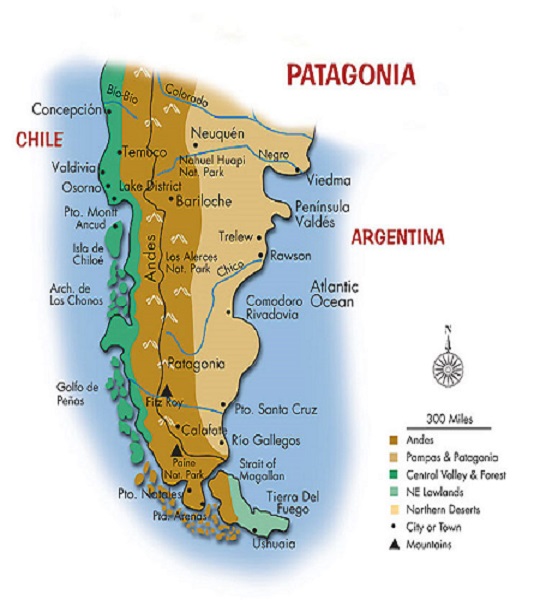 PATAGONIA
Bío-Bío
Colorado
Concepción
CHILE
Neuquén
Temuco
Nahuel Huapi
Nat. Park
Negro
Valdivia
Viedma
Osorno
Lake District
Bariloche
Península
Valdés
Pto. Montt
Ancud
Trelew
ARGENTINA
Isla de
Chiloé
Andes
Los Alerces
Nat. Park
Chico
Rawson
Arch. de
Los Chonos
Atlantic
Ocean
Comodoro
Rivadavia
N
Patagonia
Golfo de
Peñas
Fitz Roy
Pto. Santa Cruz
300 Miles
Calafate
Río Gallegos
Andes
Pampas & Patagonia
Central Valley & Forest
NE Lowlands
Northern Deserts
City or Town
Mountains
Paine
Nat. Park
Strait of
Magellan
Pto. Natales
Tierra Del
Fuego
Pta. Arenas
Ushuaia